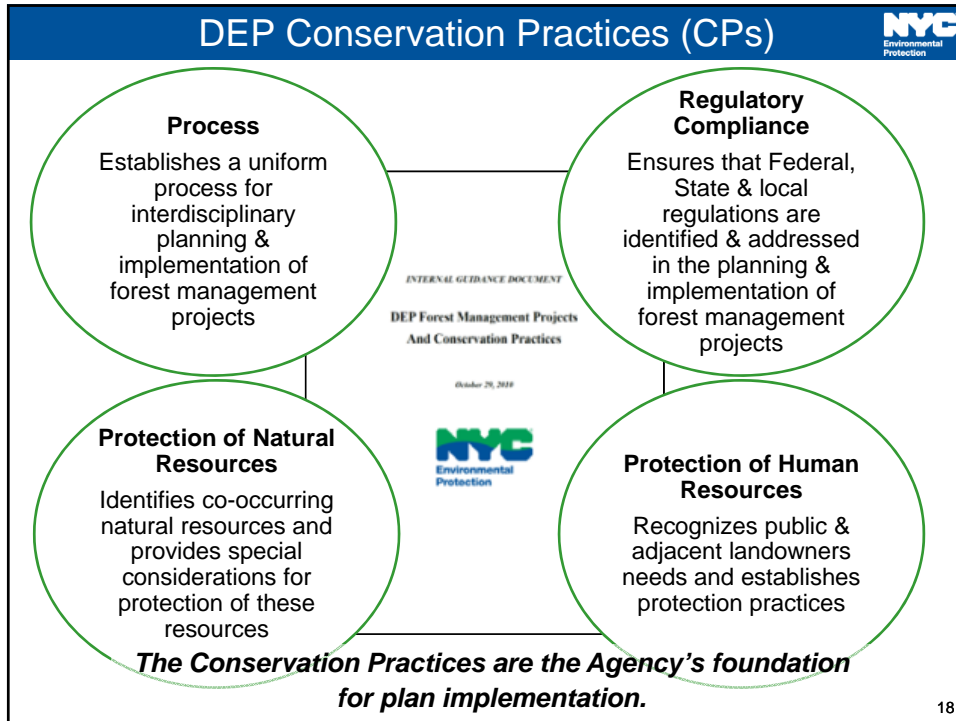 DEP Conservation Practices (CPs)
NYC
Environmental
Protection
Process
Establishes a uniform
process for
interdisciplinary
planning &
implementation of
forest management
projects
Regulatory
Compliance
Ensures that Federal,
State & local
regulations are
identified & addressed
in the planning &
implementation of
forest management
projects
INTERNAL GUIDANCE DOCUMENT
DEP Forest Management Projects
And Conservation Practices
October 29, 2010
NYC
Environmental
Protection
Protection of Natural
Resources
Identifies co-occurring
natural resources and
provides special
considerations for
protection of these
resources
Protection of Human
Resources
Recognizes public &
adjacent landowners
needs and establishes
protection practices
The Conservation Practices are the Agency’s foundation
for plan implementation.
18